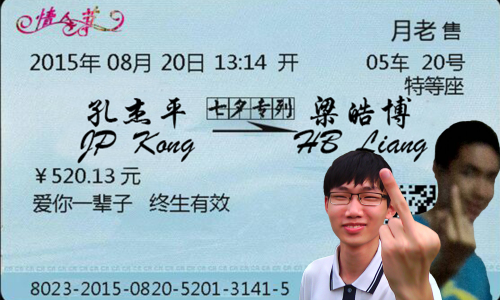 情人节
月老 售
2015年 08月 20日 13:14 开
05车 20号
特等座
孔杰平 七夕专列 梁皓博
JP Kong HB Liang
￥520.13 元
爱你一辈子 终生有效
8023-2015-0820-5201-3141-5